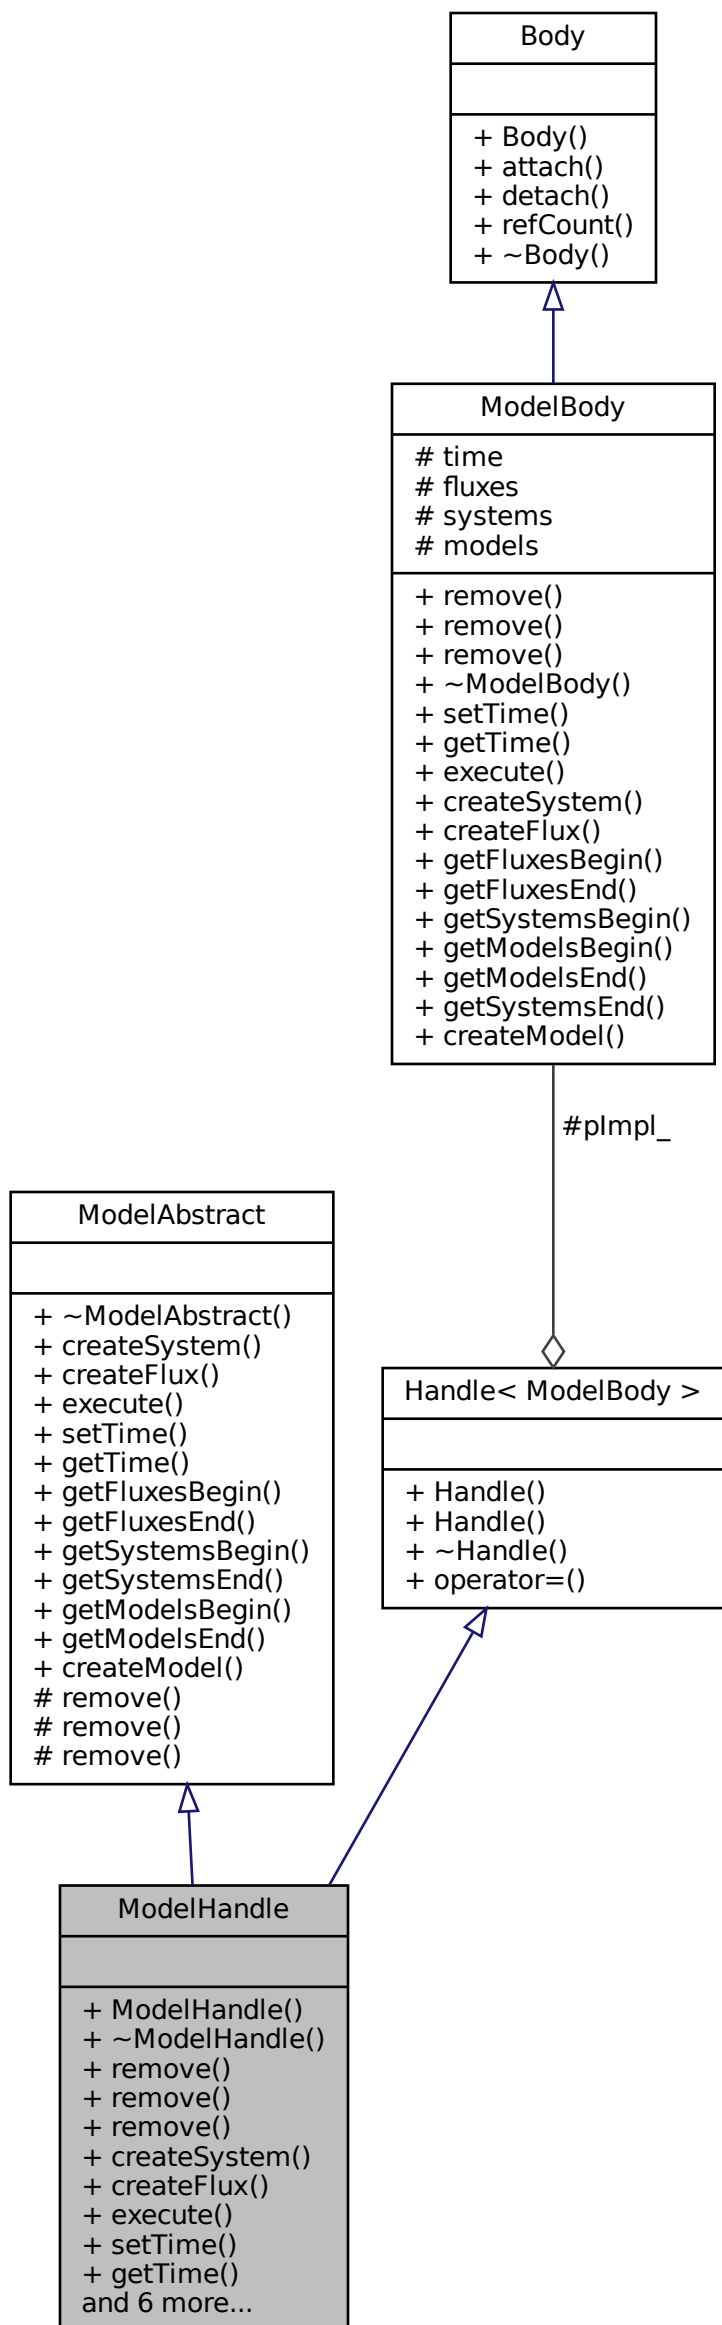 Body
+ Body()
+ attach()
+ detach()
+ refCount()
+ ~Body()
ModelBody
# time
# fluxes
# systems
# models
+ remove()
+ remove()
+ remove()
+ ~ModelBody()
+ setTime()
+ getTime()
+ execute()
+ createSystem()
+ createFlux()
+ getFluxesBegin()
+ getFluxesEnd()
+ getSystemsBegin()
+ getModelsBegin()
+ getModelsEnd()
+ getSystemsEnd()
+ createModel()
#pImpl_
ModelAbstract
+ ~ModelAbstract()
+ createSystem()
+ createFlux()
+ execute()
+ setTime()
+ getTime()
+ getFluxesBegin()
+ getFluxesEnd()
+ getSystemsBegin()
+ getSystemsEnd()
+ getModelsBegin()
+ getModelsEnd()
+ createModel()
# remove()
# remove()
# remove()
Handle< ModelBody >
+ Handle()
+ Handle()
+ ~Handle()
+ operator=()
ModelHandle
+ ModelHandle()
+ ~ModelHandle()
+ remove()
+ remove()
+ remove()
+ createSystem()
+ createFlux()
+ execute()
+ setTime()
+ getTime()
and 6 more...